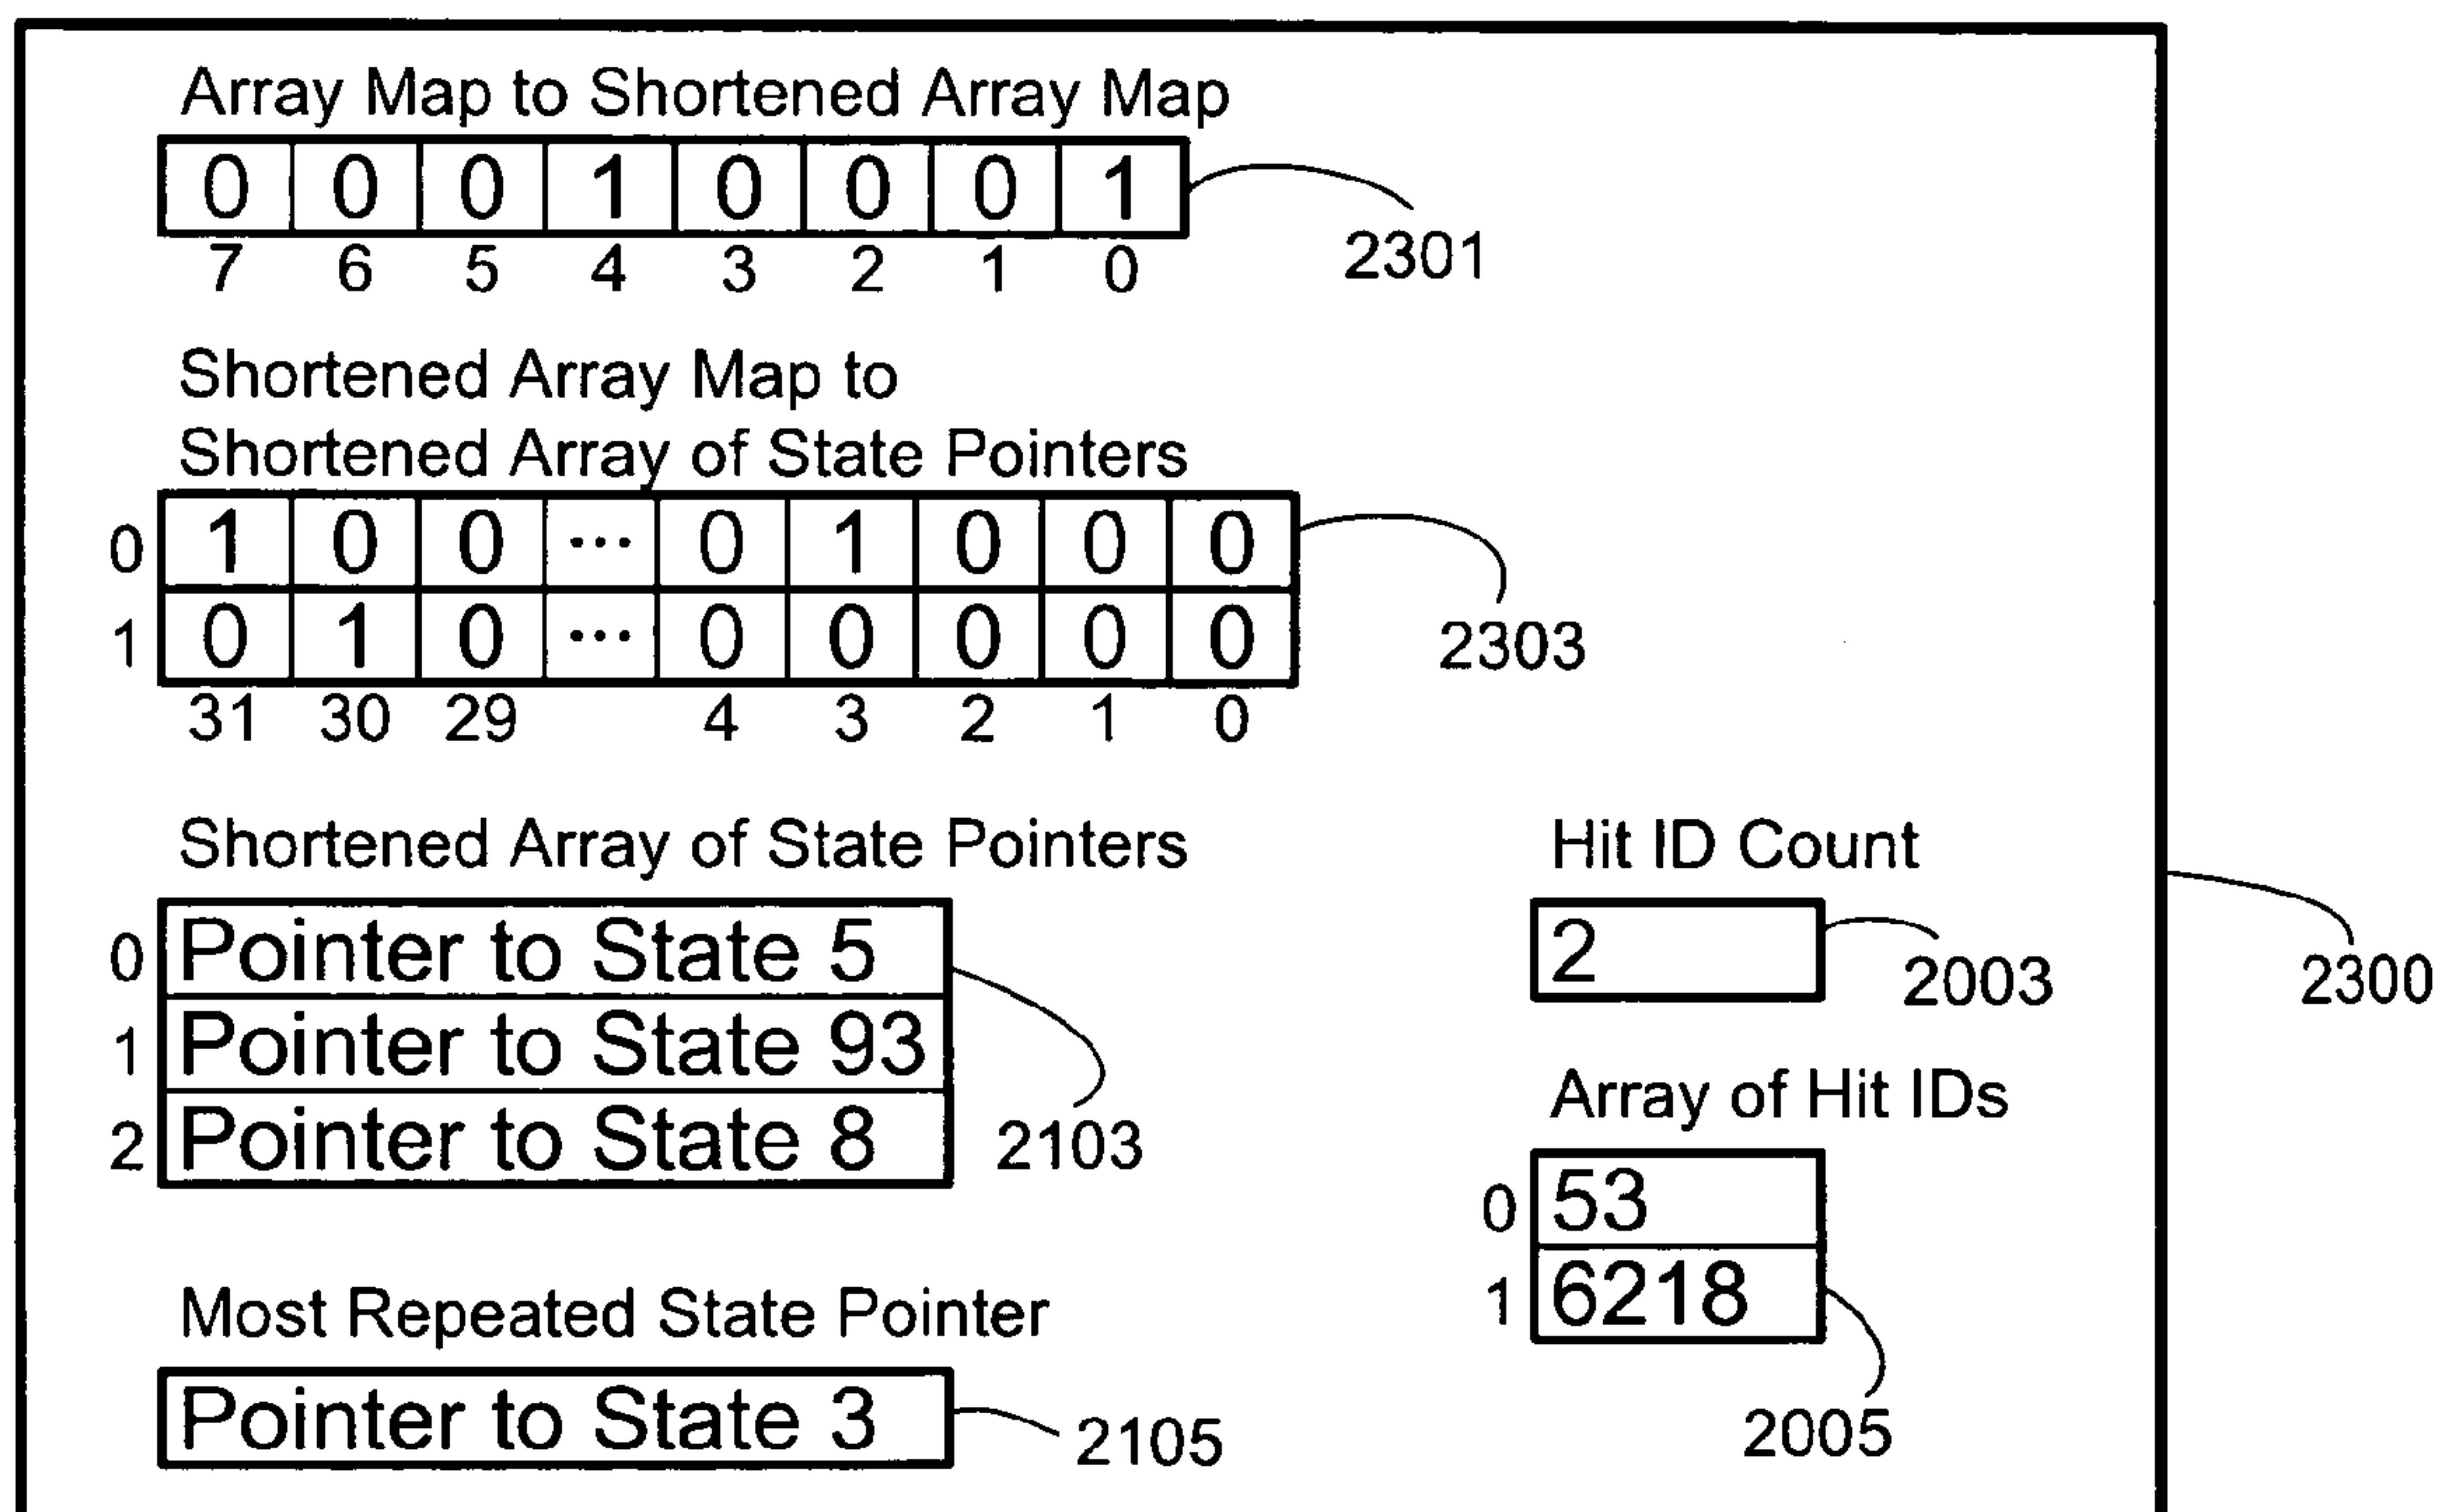 Array Map to Shortened Array Map
0 0 0 1 0 0 0 1
7 6 5 4 3 2 1 0
2301
Shortened Array Map to
Shortened Array of State Pointers
0 1 0 0 ... 0 1 0 0 0
1 0 1 0 ... 0 0 0 0 0
31 30 29 4 3 2 1 0
2303
Shortened Array of State Pointers
0 Pointer to State 5
1 Pointer to State 93
2 Pointer to State 8
2103
Most Repeated State Pointer
Pointer to State 3
2105
Hit ID Count
2
2003
Array of Hit IDs
0 53
1 6218
2005
2300